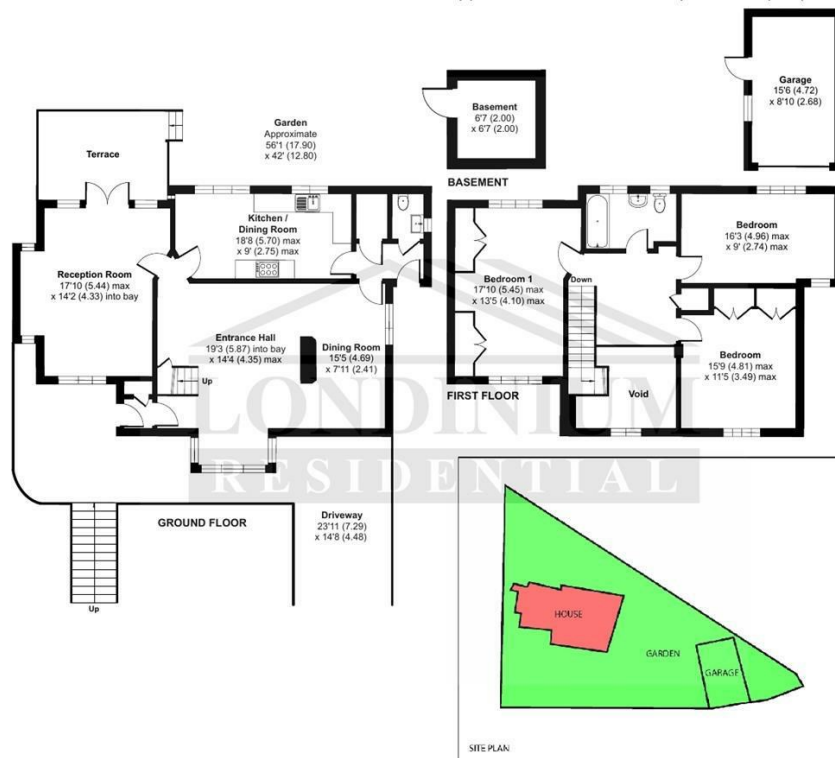 Garage
15'6 (4.72)
x 8'10 (2.68)
Basement
6'7 (2.00)
x 6'7 (2.00)
BASEMENT
Garden
Approximate
56'1 (17.90)
x 42' (12.80)
Terrace
Kitchen /
Dining Room
18'8 (5.70) max
x 9' (2.75) max
Reception Room
17'10 (5.44) max
x 14'2 (4.33) into bay
Entrance Hall
19'3 (5.87) into bay
x 14'4 (4.35) max
Dining Room
15'5 (4.69)
x 7'11 (2.41)
Up
GROUND FLOOR
Driveway
23'11 (7.29)
x 14'8 (4.48)
Up
Bedroom 1
17'10 (5.45) max
x 13'5 (4.10) max
Down
Bedroom
16'3 (4.96) max
x 9' (2.74) max
Bedroom
15'9 (4.81) max
x 11'5 (3.49) max
Void
FIRST FLOOR
LONDINIUM
RESIDENTIAL
HOUSE
GARDEN
GARAGE
SITE PLAN